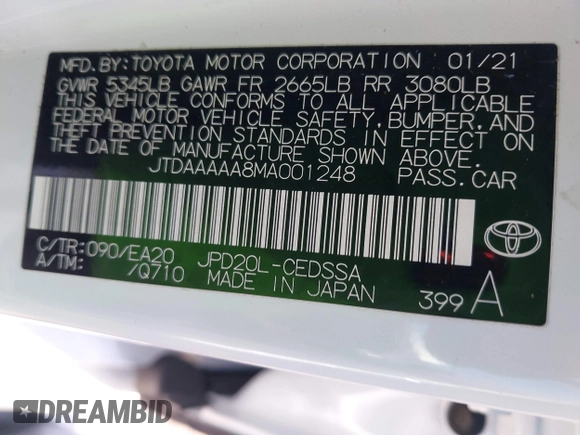 MFD.BY:TOYOTA MOTOR CORPORATION 01/21
GVWR 5345LB GAWR FR 2665LB RR 3080LB
THIS VEHICLE CONFORMS TO ALL APPLICABLE
FEDERAL MOTOR VEHICLE SAFETY,BUMPER,AND
THEFT PREVENTION STANDARDS IN EFFECT ON
THE DATE OF MANUFACTURE SHOWN ABOVE.
JTDAAAAA8MA001248 PASS.CAR
C/TR:090/EA20 JPD20L-CEDSSA
A/TM: /Q710 MADE IN JAPAN
399 A
TOYOTA
DREAMBID